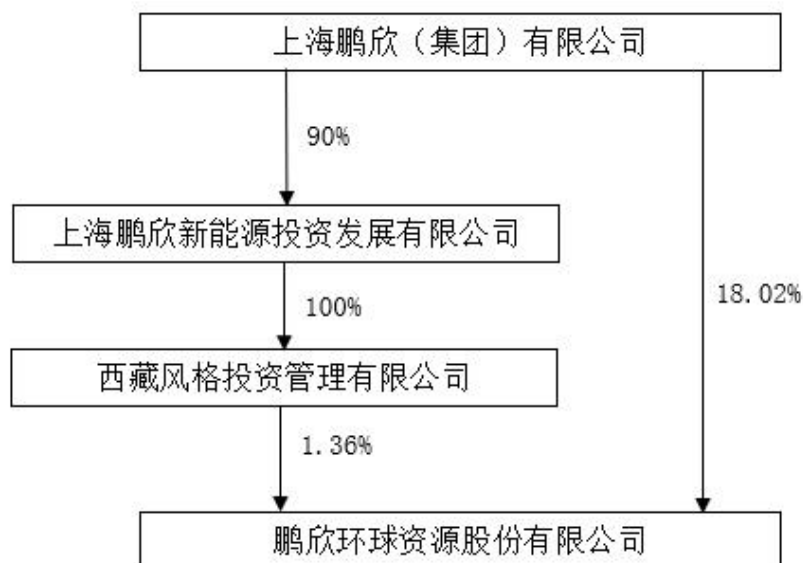 上海鹏欣（集团）有限公司
90%
上海鹏欣新能源投资发展有限公司
18.02%
100%
西藏风格投资管理有限公司
1.36%
鹏欣环球资源股份有限公司